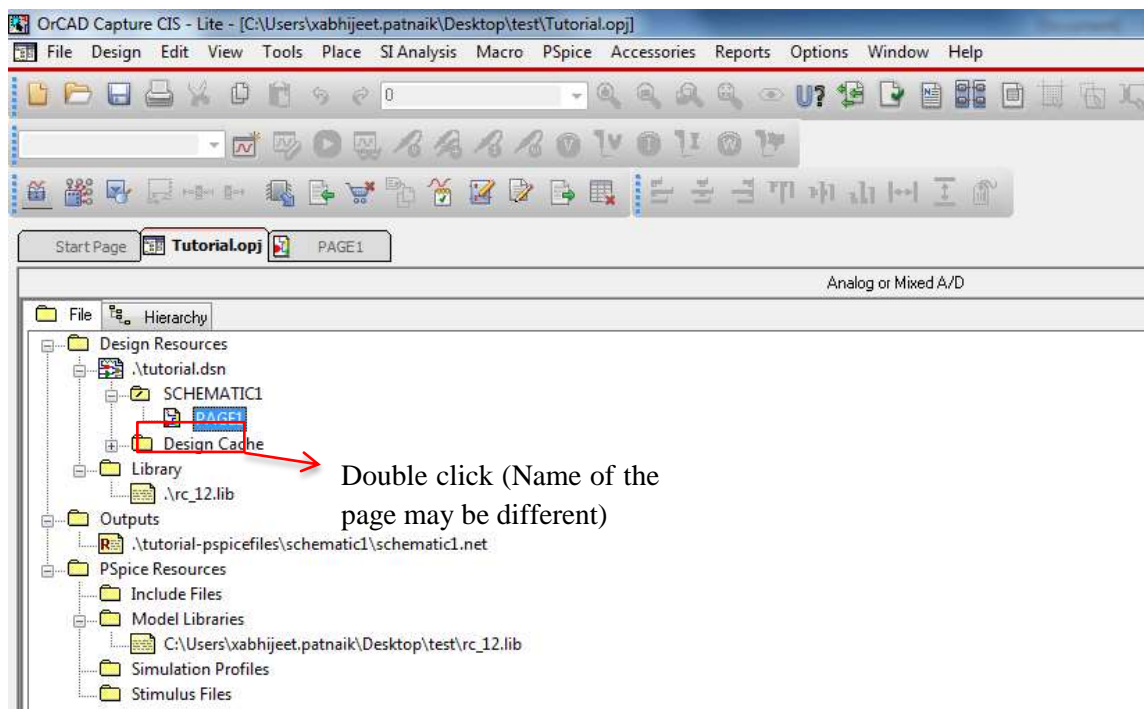 OrCAD Capture CIS - Lite - [C:\Users\xabhijeet.patnaik\Desktop\test\Tutorial.opj]
File Design Edit View Tools Place SI Analysis Macro PSpice Accessories Reports Options Window Help
0 U?
V V I I W
Start Page Tutorial.opj PAGE1
Analog or Mixed A/D
File Hierarchy
Design Resources
.\tutorial.dsn
SCHEMATIC1
PAGE1
Design Cache
Library
.\rc_12.lib
Outputs
.\tutorial-pspicefiles\schematic1\schematic1.net
PSpice Resources
Include Files
Model Libraries
C:\Users\xabhijeet.patnaik\Desktop\test\rc_12.lib
Simulation Profiles
Stimulus Files
Double click (Name of the
page may be different)